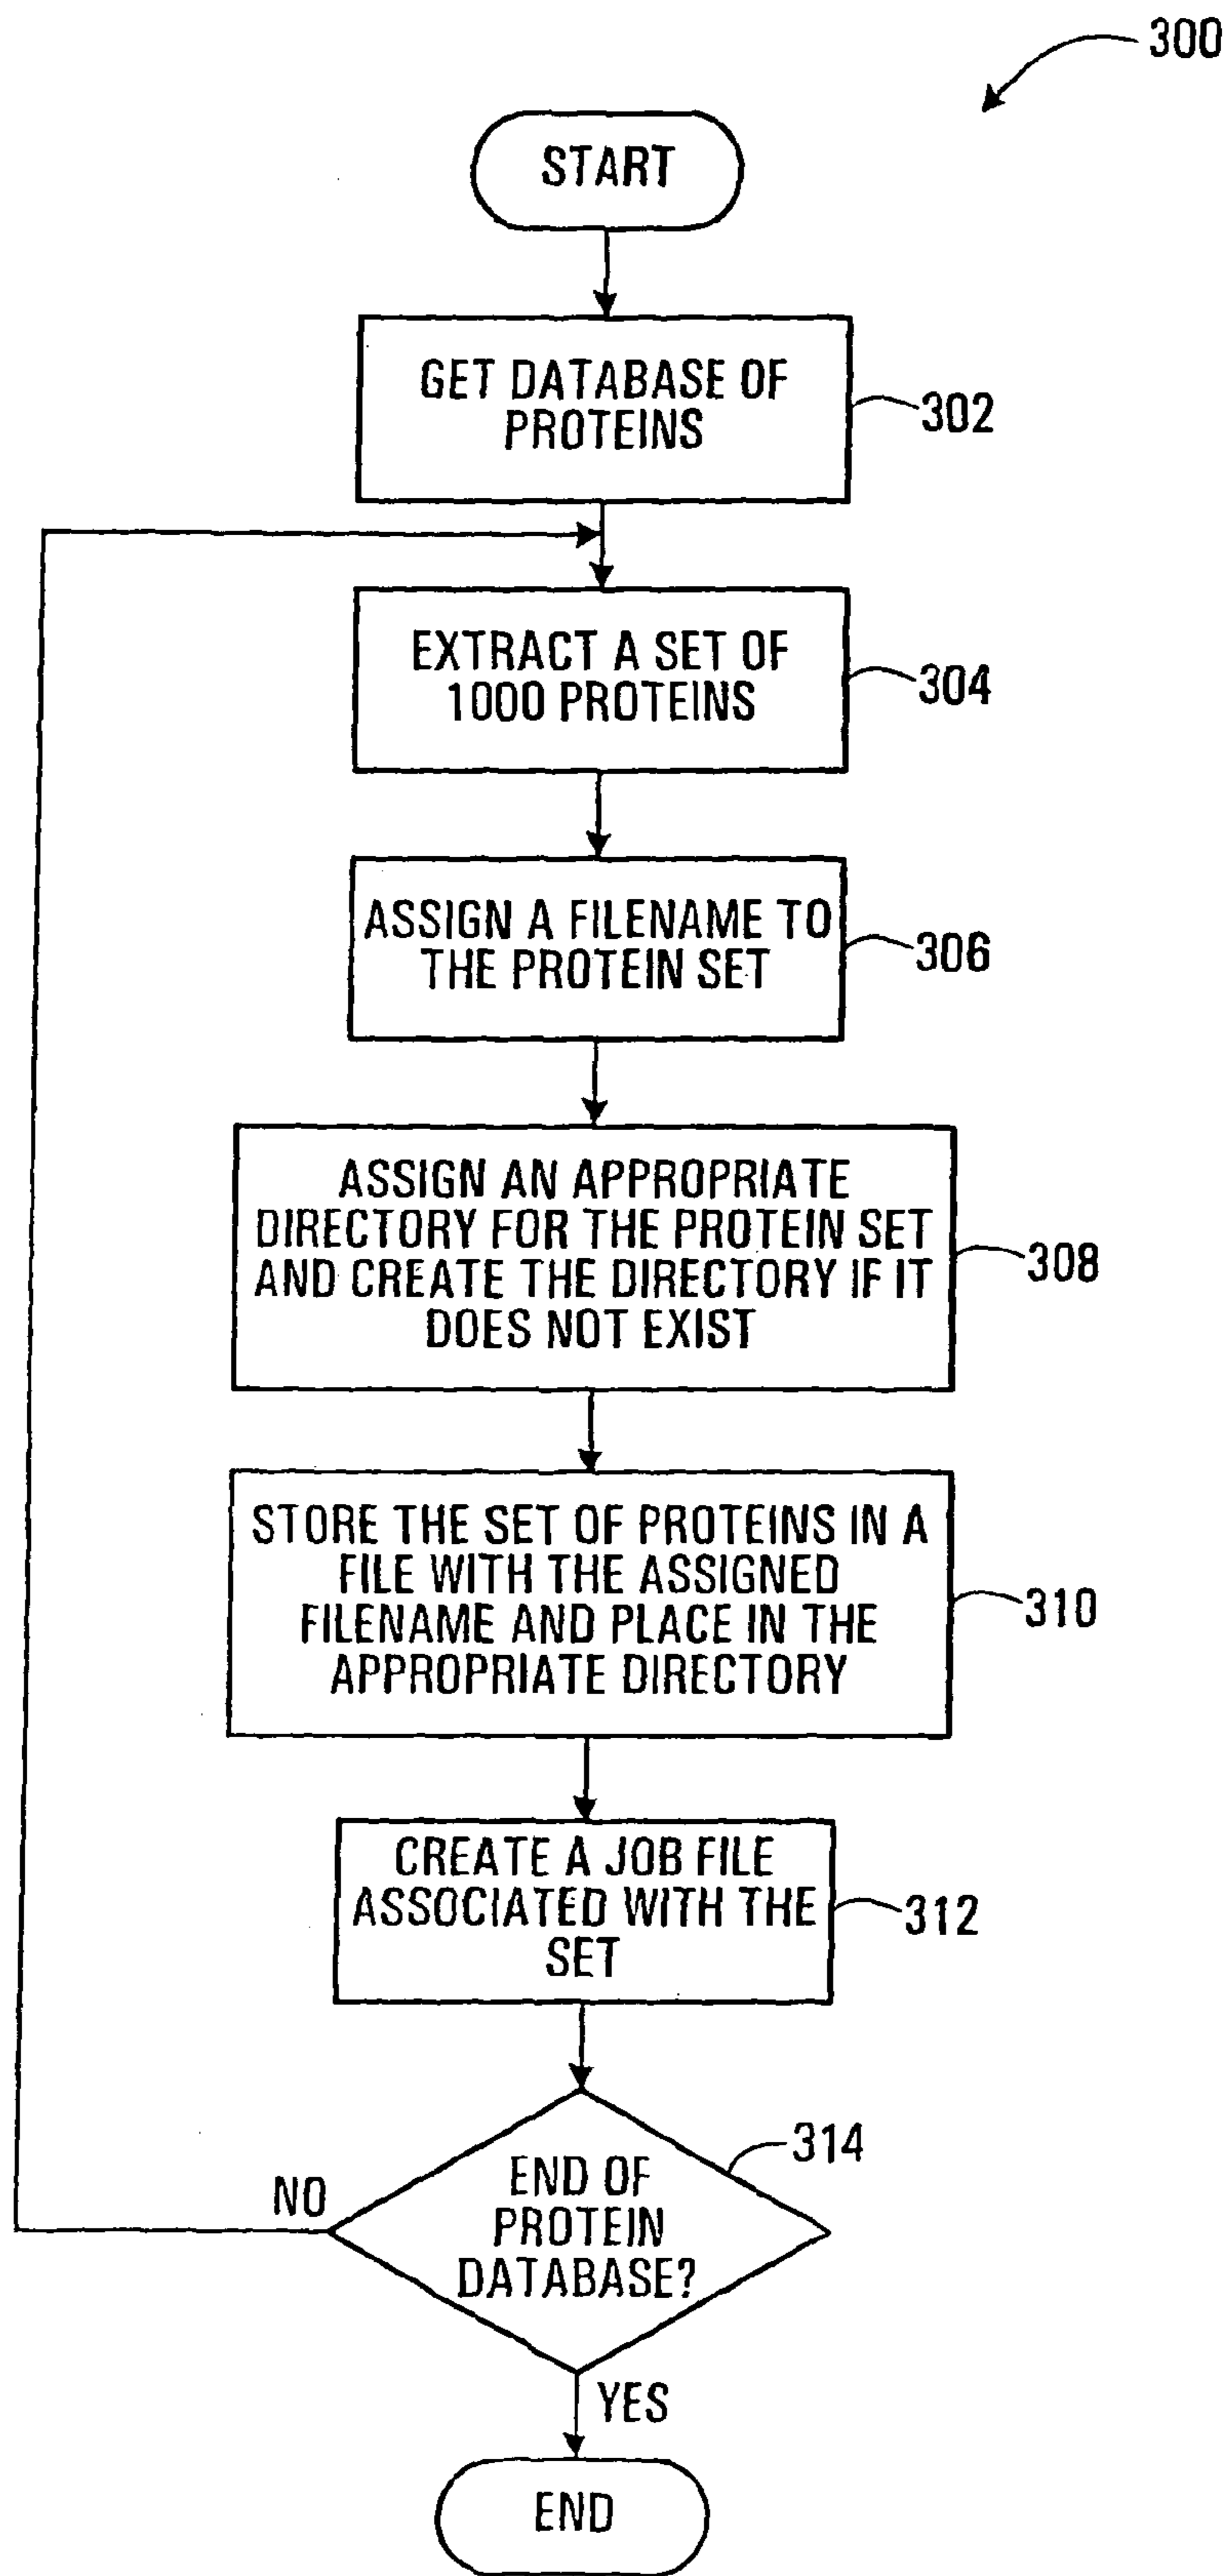 300
START
GET DATABASE OF
PROTEINS
302
EXTRACT A SET OF
1000 PROTEINS
304
ASSIGN A FILENAME TO
THE PROTEIN SET
306
ASSIGN AN APPROPRIATE
DIRECTORY FOR THE PROTEIN SET
AND CREATE THE DIRECTORY IF IT
DOES NOT EXIST
308
STORE THE SET OF PROTEINS IN A
FILE WITH THE ASSIGNED
FILENAME AND PLACE IN THE
APPROPRIATE DIRECTORY
310
CREATE A JOB FILE
ASSOCIATED WITH THE
SET
312
314
NO
END OF
PROTEIN
DATABASE?
YES
END